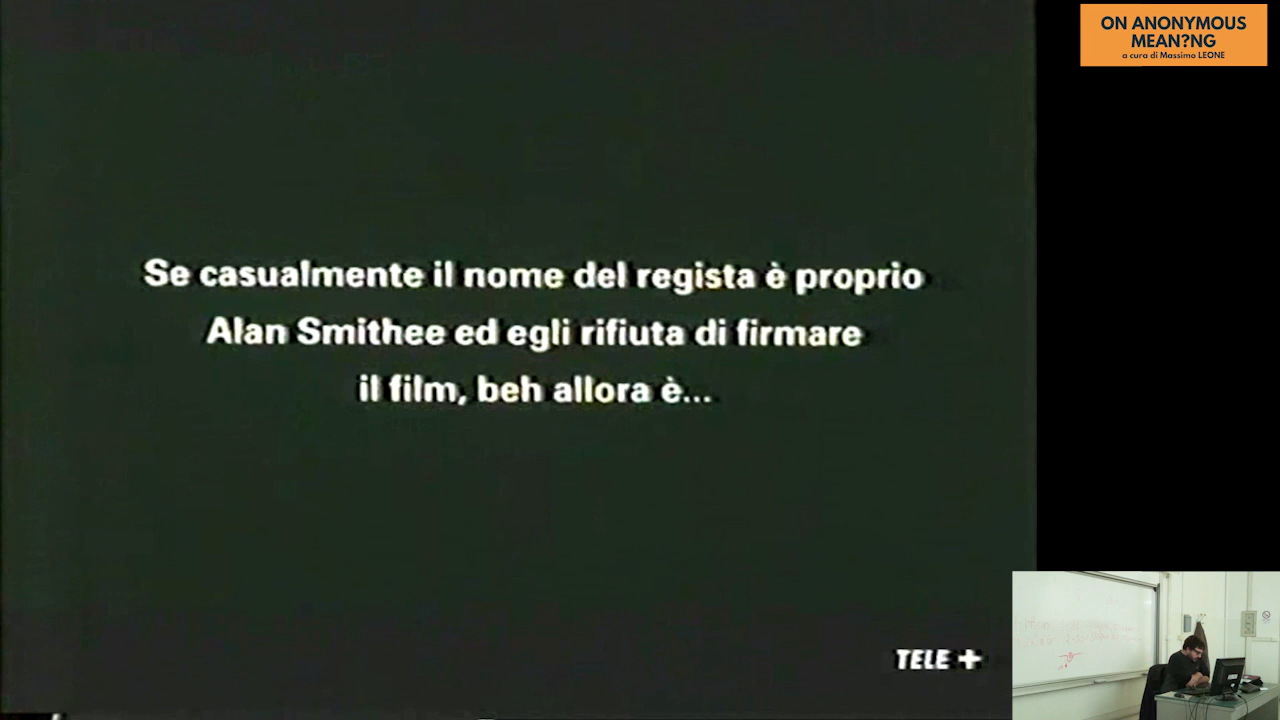 ON ANONYMOUS
MEAN?NG
a cura di Massimo LEONE
Se casualmente il nome del regista è proprio
Alan Smithee ed egli rifiuta di firmare
il film, beh allora è...
TELE +